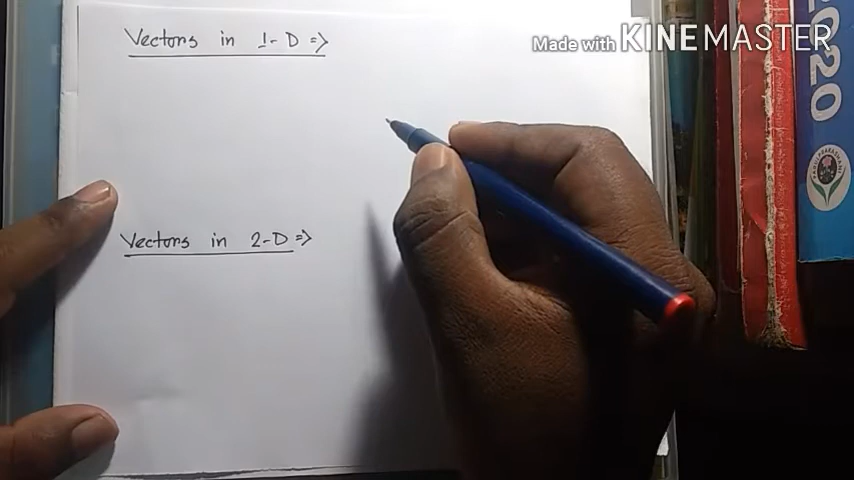 Vectors in 1-D =>
Made with KINEMASTER
2020
Vectors in 2-D =>